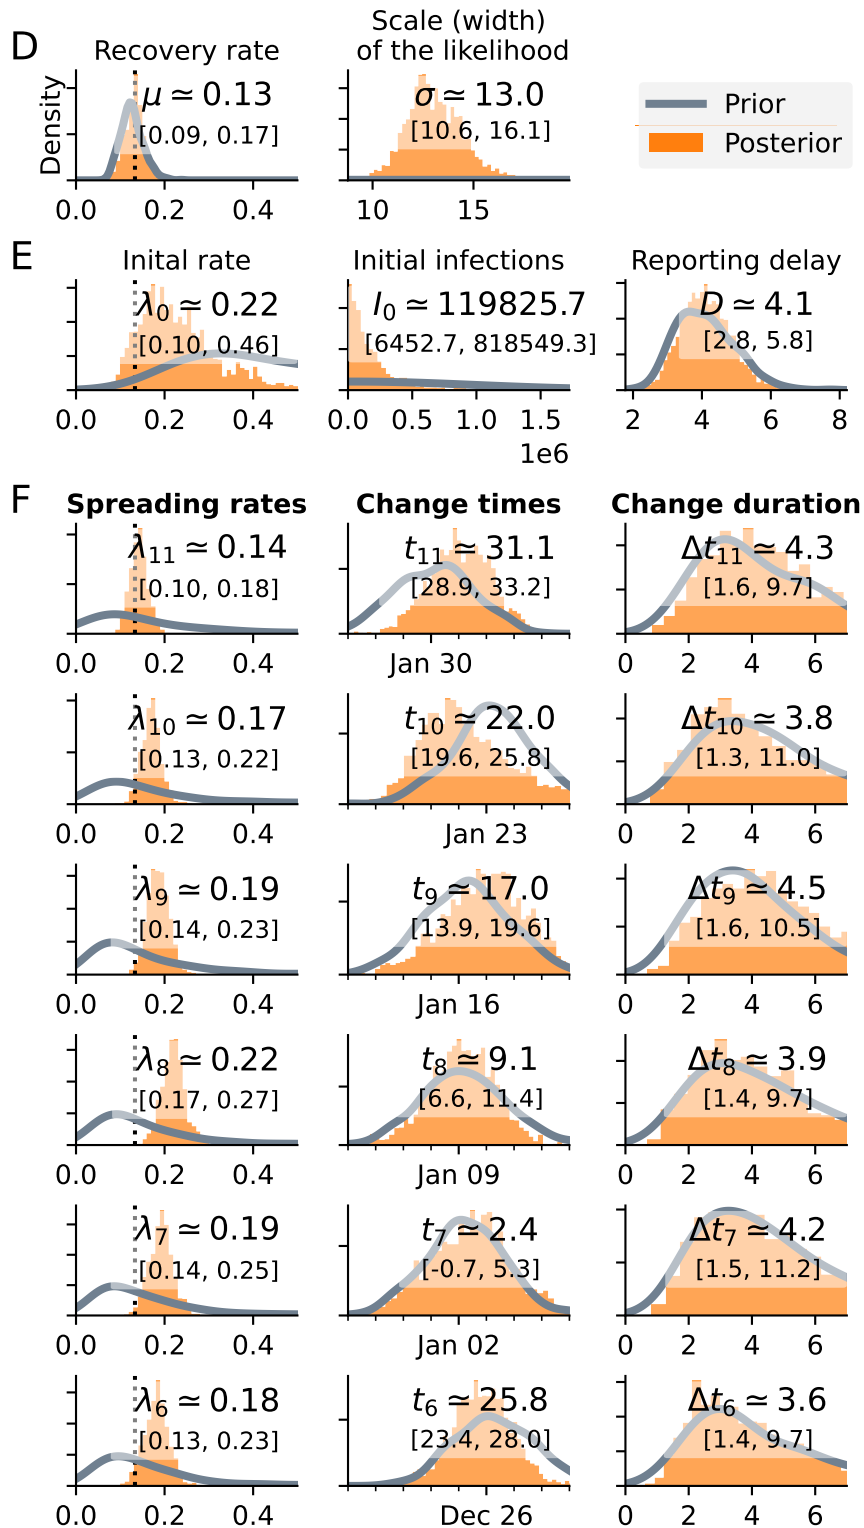 D
Recovery rate
Scale (width)
of the likelihood
Density
μ ≃ 0.13
[0.09, 0.17]
σ ≃ 13.0
[10.6, 16.1]
Prior
Posterior
0.0 0.2 0.4
10 15
E
Inital rate
Initial infections
Reporting delay
λ0 ≃ 0.22
[0.10, 0.46]
I0 ≃ 119825.7
[6452.7, 818549.3]
D ≃ 4.1
[2.8, 5.8]
0.0 0.2 0.4
0.0 0.5 1.0 1.5
1e6
2 4 6 8
F
Spreading rates
Change times
Change duration
λ11 ≃ 0.14
[0.10, 0.18]
t11 ≃ 31.1
[28.9, 33.2]
Δt11 ≃ 4.3
[1.6, 9.7]
0.0 0.2 0.4
Jan 30
0 2 4 6
λ10 ≃ 0.17
[0.13, 0.22]
t10 ≃ 22.0
[19.6, 25.8]
Δt10 ≃ 3.8
[1.3, 11.0]
0.0 0.2 0.4
Jan 23
0 2 4 6
λ9 ≃ 0.19
[0.14, 0.23]
t9 ≃ 17.0
[13.9, 19.6]
Δt9 ≃ 4.5
[1.6, 10.5]
0.0 0.2 0.4
Jan 16
0 2 4 6
λ8 ≃ 0.22
[0.17, 0.27]
t8 ≃ 9.1
[6.6, 11.4]
Δt8 ≃ 3.9
[1.4, 9.7]
0.0 0.2 0.4
Jan 09
0 2 4 6
λ7 ≃ 0.19
[0.14, 0.25]
t7 ≃ 2.4
[-0.7, 5.3]
Δt7 ≃ 4.2
[1.5, 11.2]
0.0 0.2 0.4
Jan 02
0 2 4 6
λ6 ≃ 0.18
[0.13, 0.23]
t6 ≃ 25.8
[23.4, 28.0]
Δt6 ≃ 3.6
[1.4, 9.7]
0.0 0.2 0.4
Dec 26
0 2 4 6